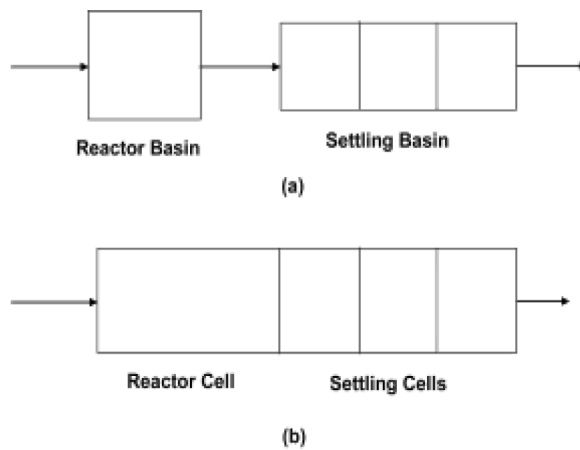 Reactor Basin
Settling Basin
(a)
Reactor Cell
Settling Cells
(b)